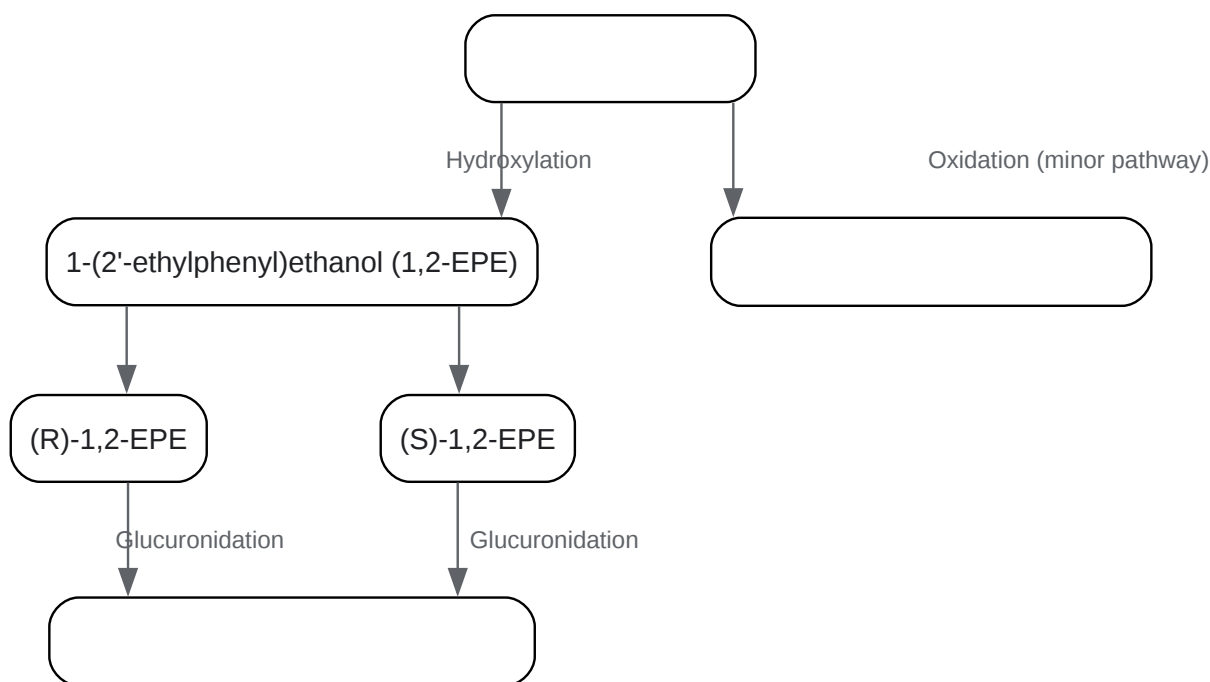 Hydroxylation
Oxidation (minor pathway)
1-(2'-ethylphenyl)ethanol (1,2-EPE)
(R)-1,2-EPE
(S)-1,2-EPE
Glucuronidation
Glucuronidation